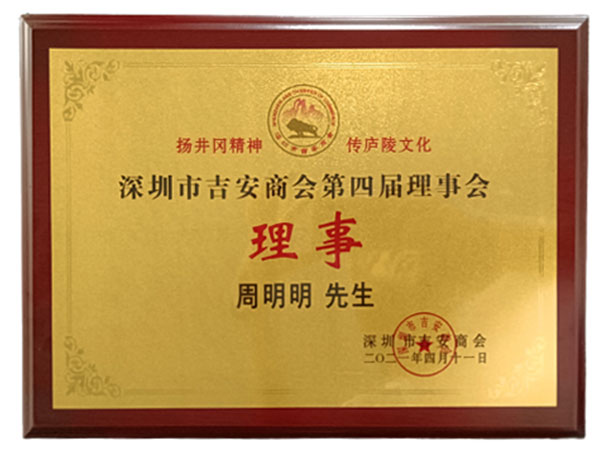 扬井冈精神 传庐陵文化
深圳市吉安商会第四届理事会
理事
周明明 先生
深圳市吉安商会
二〇二一年四月十一日